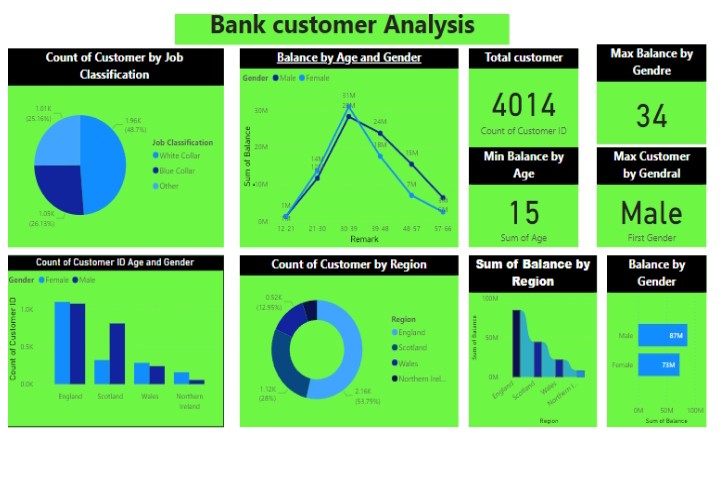 Bank customer Analysis
Count of Customer by Job
Classification
1.01K
(25.16%)
1.96K
(48.7%)
1.05K
(26.13%)
Job Classification
White Collar
Blue Collar
Other
Balance by Age and Gender
Gender Male Female
Sum of Balance
30M
20M
10M
0M
31M
24M
18M
14M
15M
7M
1M
12-21 21-30 30-39 39-48 48-57 57-66
Remark
Total customer
4014
Count of Customer ID
Max Balance by
Gendre
34
Min Balance by
Age
15
Sum of Age
Max Customer
by Gendral
Male
First Gender
Count of Customer ID Age and Gender
Gender Female Male
Count of Customer ID
1.0K
0.5K
0.0K
England Scotland Wales Northern
Ireland
Count of Customer by Region
0.52K
(12.95%)
1.12K
(28%)
2.16K
(53.75%)
Region
England
Scotland
Wales
Northern Irel...
Sum of Balance by
Region
Sum of Balance
100M
50M
0M
England Scotland Wales Northern I...
Region
Balance by
Gender
Male 87M
Female 73M
0M 50M 100M
Sum of Balance